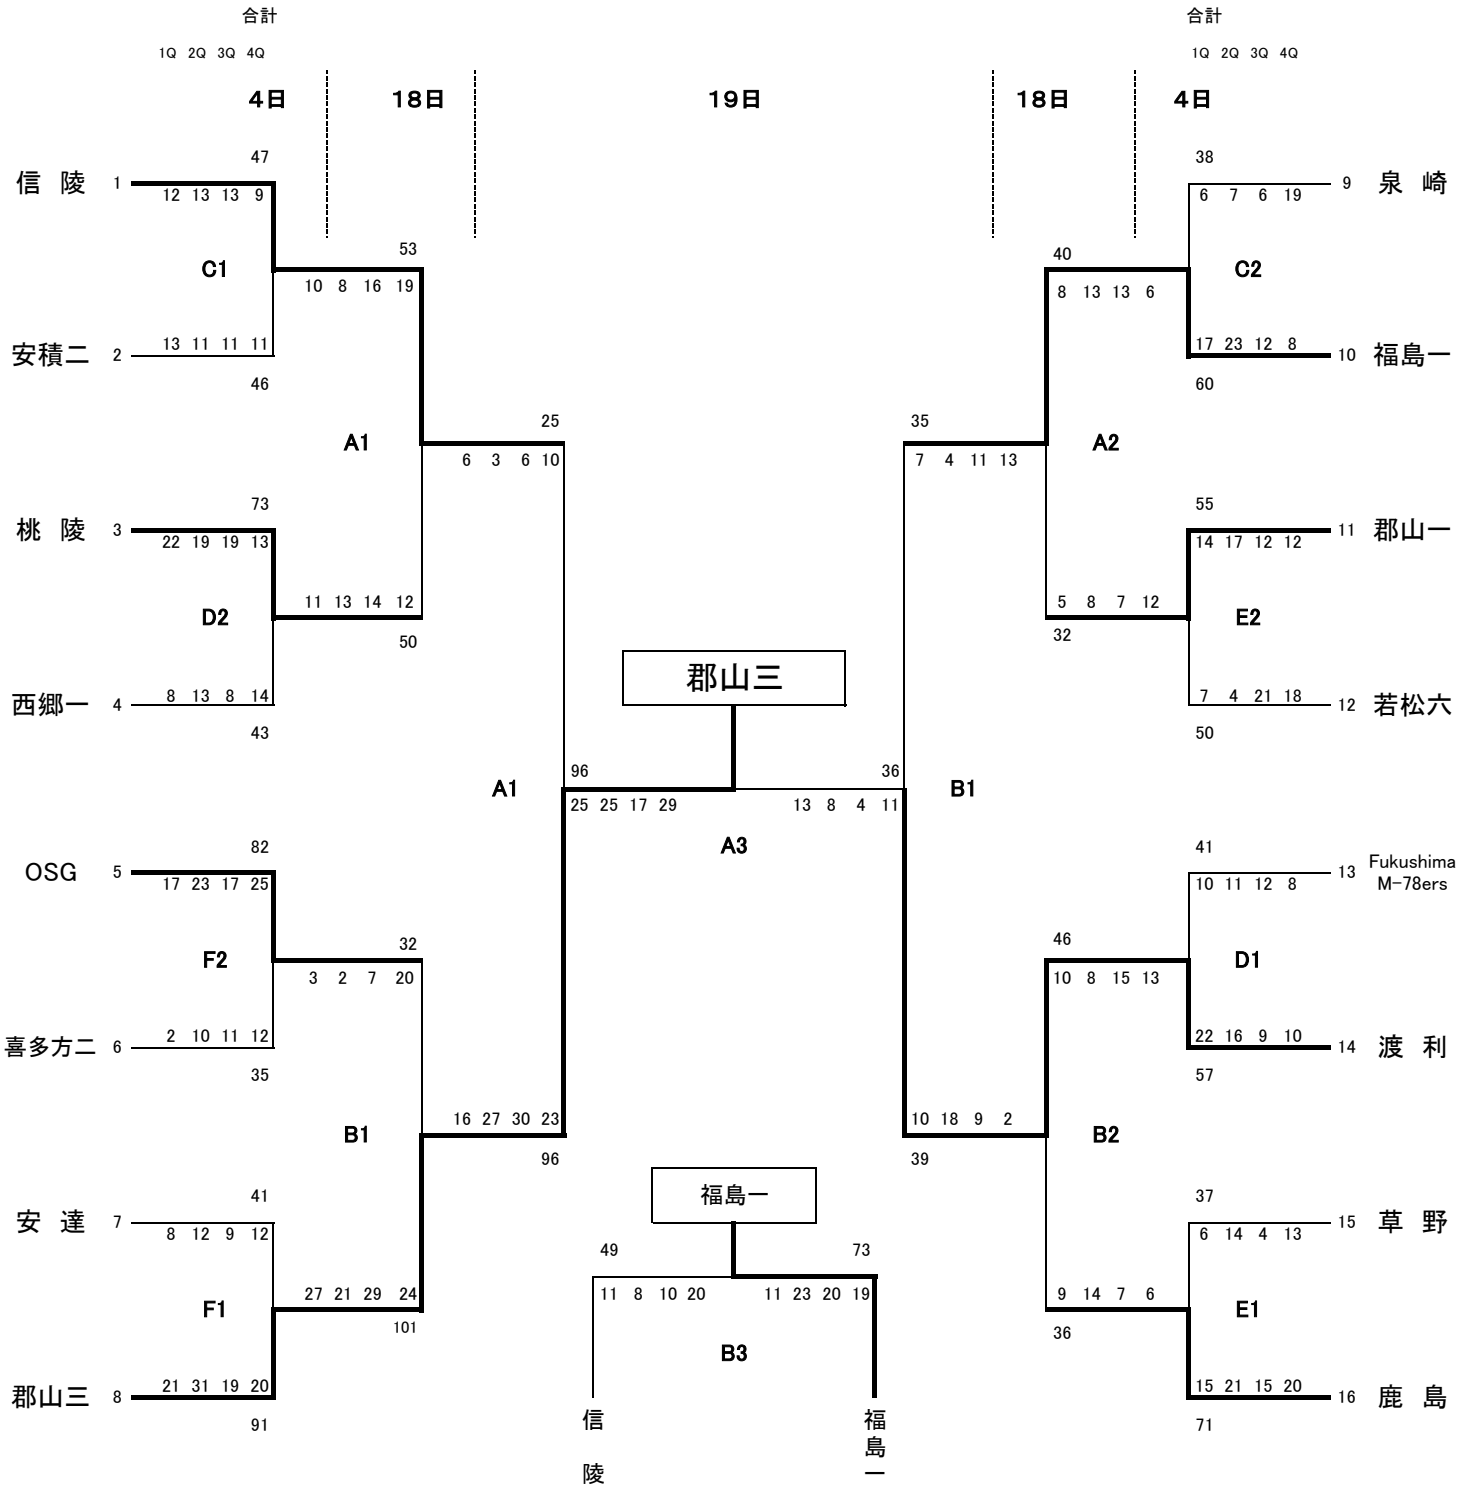 合計 合計
1Q 2Q 3Q 4Q 1Q 2Q 3Q 4Q
4日 18日 19日 18日 4日
47 38
信 陵 1 9 泉 崎
12 13 13 9 6 7 6 19
53 40
C1 C2
10 8 16 19 8 13 13 6
13 11 11 11 17 23 12 8
安積二 2 10 福島一
46 60
25 35
A1 A2
6 3 6 10 7 4 11 13
73 55
桃 陵 3 11 郡山一
22 19 19 13 14 17 12 12
11 13 14 12 5 8 7 12
D2 E2
50 32
郡山三
8 13 8 14 7 4 21 18
西郷一 4 12 若松六
43 50
96 36
A1 B1
25 25 17 29 13 8 4 11
A3
82 41
OSG 5 13 Fukushima
M-78ers
17 23 17 25 10 11 12 8
32 46
F2 D1
3 2 7 20 10 8 15 13
2 10 11 12 22 16 9 10
喜多方二 6 14 渡 利
35 57
16 27 30 23 10 18 9 2
B1 B2
96 39
福島一
41 37
安 達 7 15 草 野
8 12 9 12 6 14 4 13
49 73
27 21 29 24 11 8 10 20 11 23 20 19 9 14 7 6
F1 E1
101 36
B3
21 31 19 20 15 21 15 20
郡山三 8 16 鹿 島
91 71
信 陵
福島一